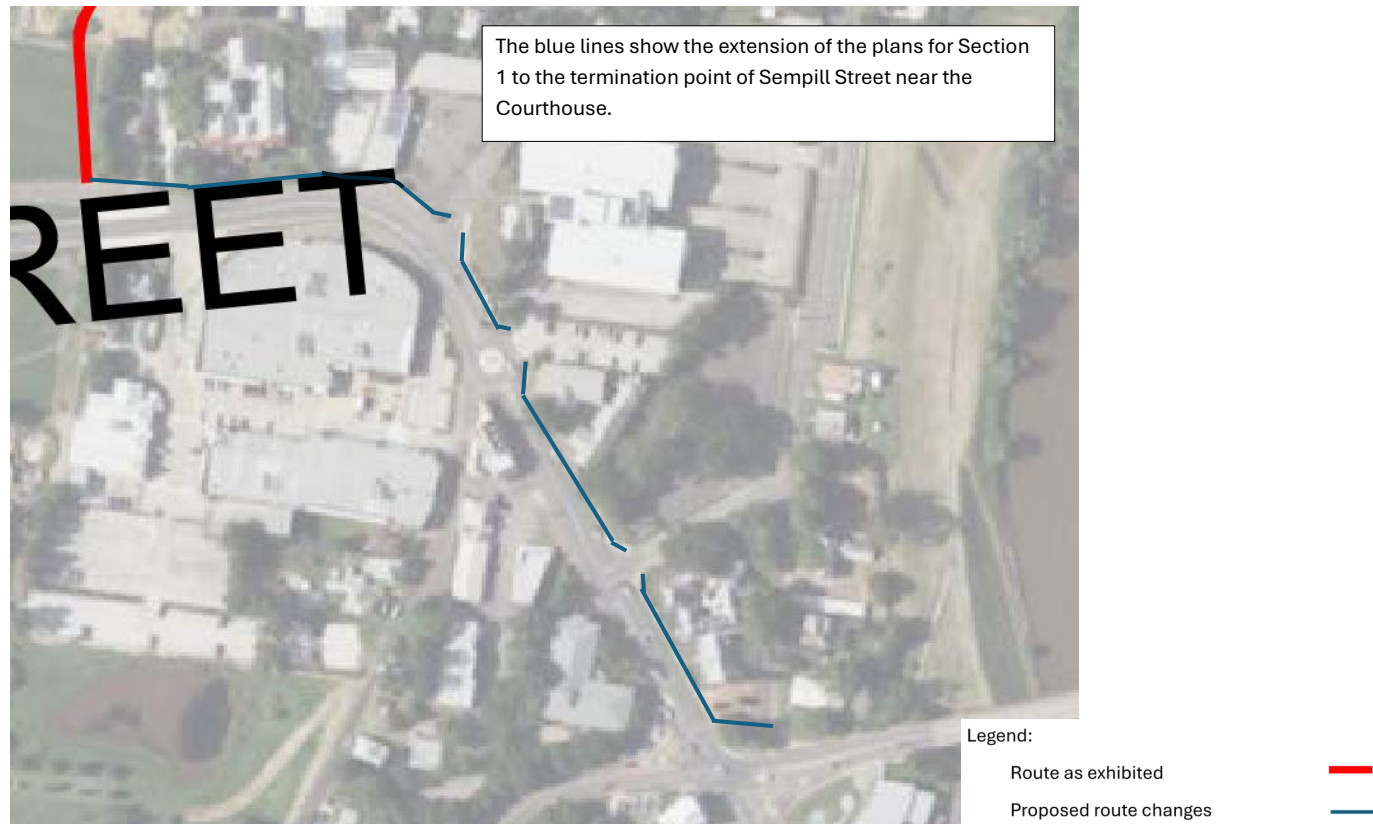 The blue lines show the extension of the plans for Section
1 to the termination point of Sempill Street near the
Courthouse.
REET
Legend:
Route as exhibited
Proposed route changes